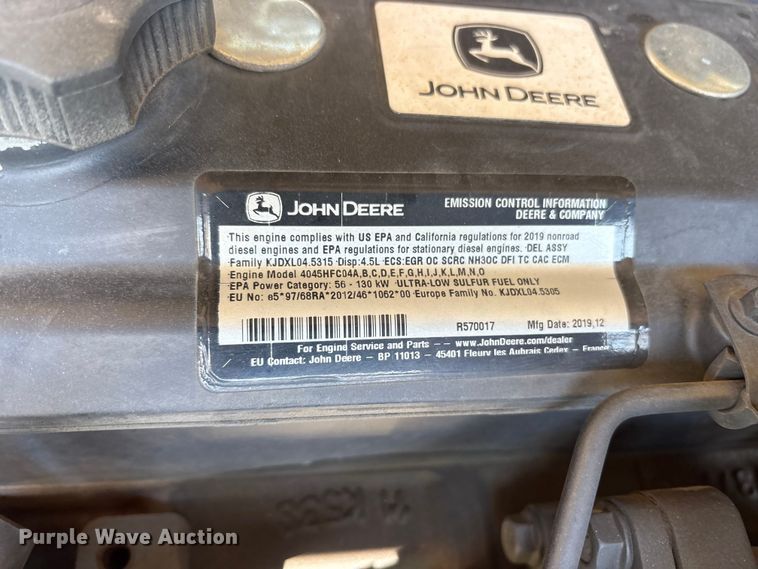 JOHN DEERE
JOHN DEERE
EMISSION CONTROL INFORMATION
DEERE & COMPANY
This engine complies with US EPA and California regulations for 2019 nonroad
diesel engines and EPA regulations for stationary diesel engines. ·DEL ASSY
Family KJDXL04.5315 ·Disp:4.5L ·ECS:EGR OC SCRC NH3OC DFI TC CAC ECM
Engine Model 4045HFC04A,B,C,D,E,F,G,H,I,J,K,L,M,N,O
EPA Power Category: 56 - 130 kW ·ULTRA-LOW SULFUR FUEL ONLY
EU No: e5*97/68RA*2012/46*1062*00 ·Europe Family No. KJDXL04.5305
R570017 Mfg Date: 2019,12
For Engine Service and Parts -- www.JohnDeere.com/dealer
EU Contact: John Deere - BP 11013 - 45401 Fleury les Aubrais Cedex - France
Purple Wave Auction